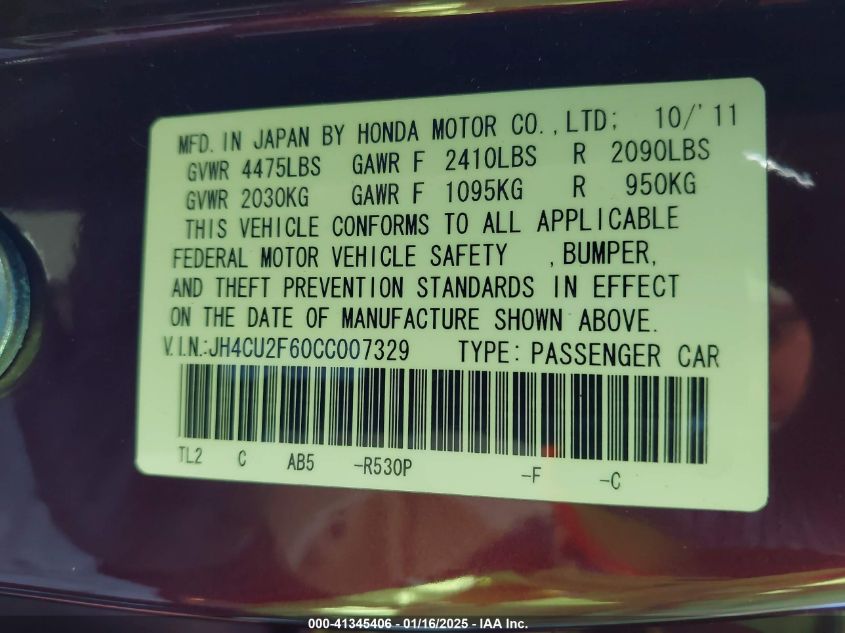 MFD. IN JAPAN BY HONDA MOTOR CO.,LTD; 10/'11
GVWR 4475LBS GAWR F 2410LBS R 2090LBS
GVWR 2030KG GAWR F 1095KG R 950KG
THIS VEHICLE CONFORMS TO ALL APPLICABLE
FEDERAL MOTOR VEHICLE SAFETY ,BUMPER,
AND THEFT PREVENTION STANDARDS IN EFFECT
ON THE DATE OF MANUFACTURE SHOWN ABOVE.
V.I.N.:JH4CU2F60CC007329 TYPE: PASSENGER CAR
TL2 C AB5 -R530P -F -C
000-41345406 - 01/16/2025 - IAA Inc.